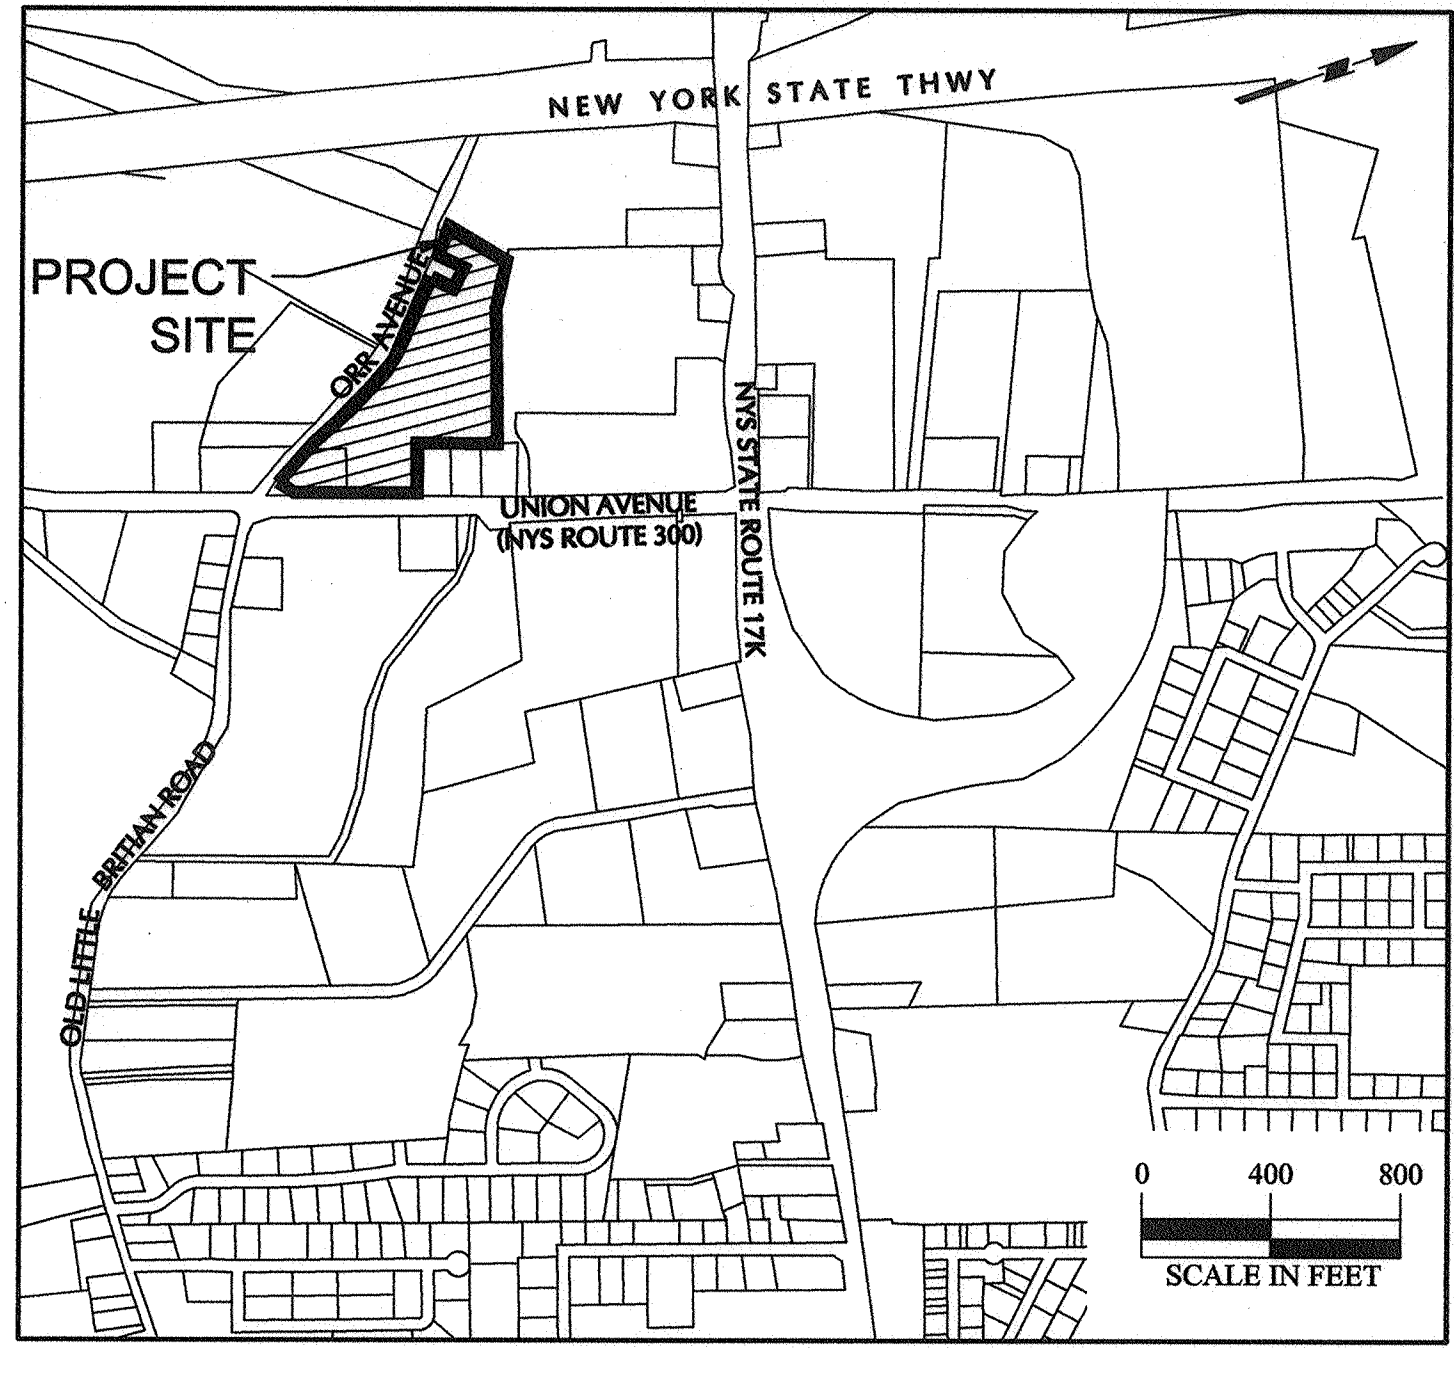 NEW YORK STATE THWY
PROJECT
SITE
ORR AVENUE
NYS STATE ROUTE 17K
UNION AVENUE
(NYS ROUTE 300)
OLD LITTLE BRITIAN ROAD
0 400 800
SCALE IN FEET